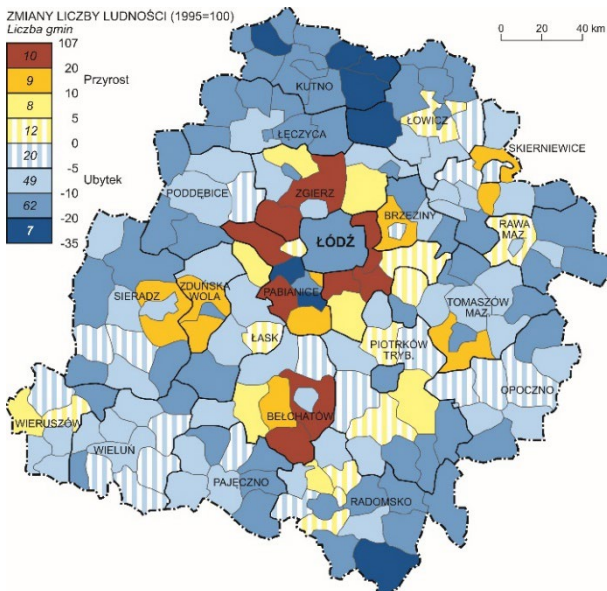 ZMIANY LICZBY LUDNOŚCI (1995=100)
Liczba gmin
10
9
8
12
20
49
62
7
107
20
10
5
0
-5
-10
-20
-35
Przyrost
Ubytek
0 20 40 km
KUTNO
ŁOWICZ
ŁĘCZYCA
SKIERNIEWICE
PODDĘBICE
ZGIERZ
BRZEZINY
ŁÓDŹ
RAWA
MAZ.
PABIANICE
SIERADZ
ZDUŃSKA
WOLA
TOMASZÓW
MAZ.
ŁASK
PIOTRKÓW
TRYB.
OPOCZNO
BEŁCHATÓW
WIERUSZÓW
WIELUŃ
PAJĘCZNO
RADOMSKO